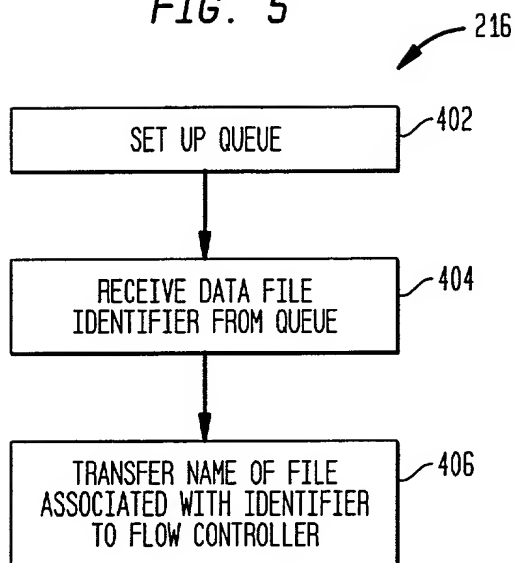 FIG. 5
216
SET UP QUEUE
402
RECEIVE DATA FILE
IDENTIFIER FROM QUEUE
404
TRANSFER NAME OF FILE
ASSOCIATED WITH IDENTIFIER
TO FLOW CONTROLLER
406